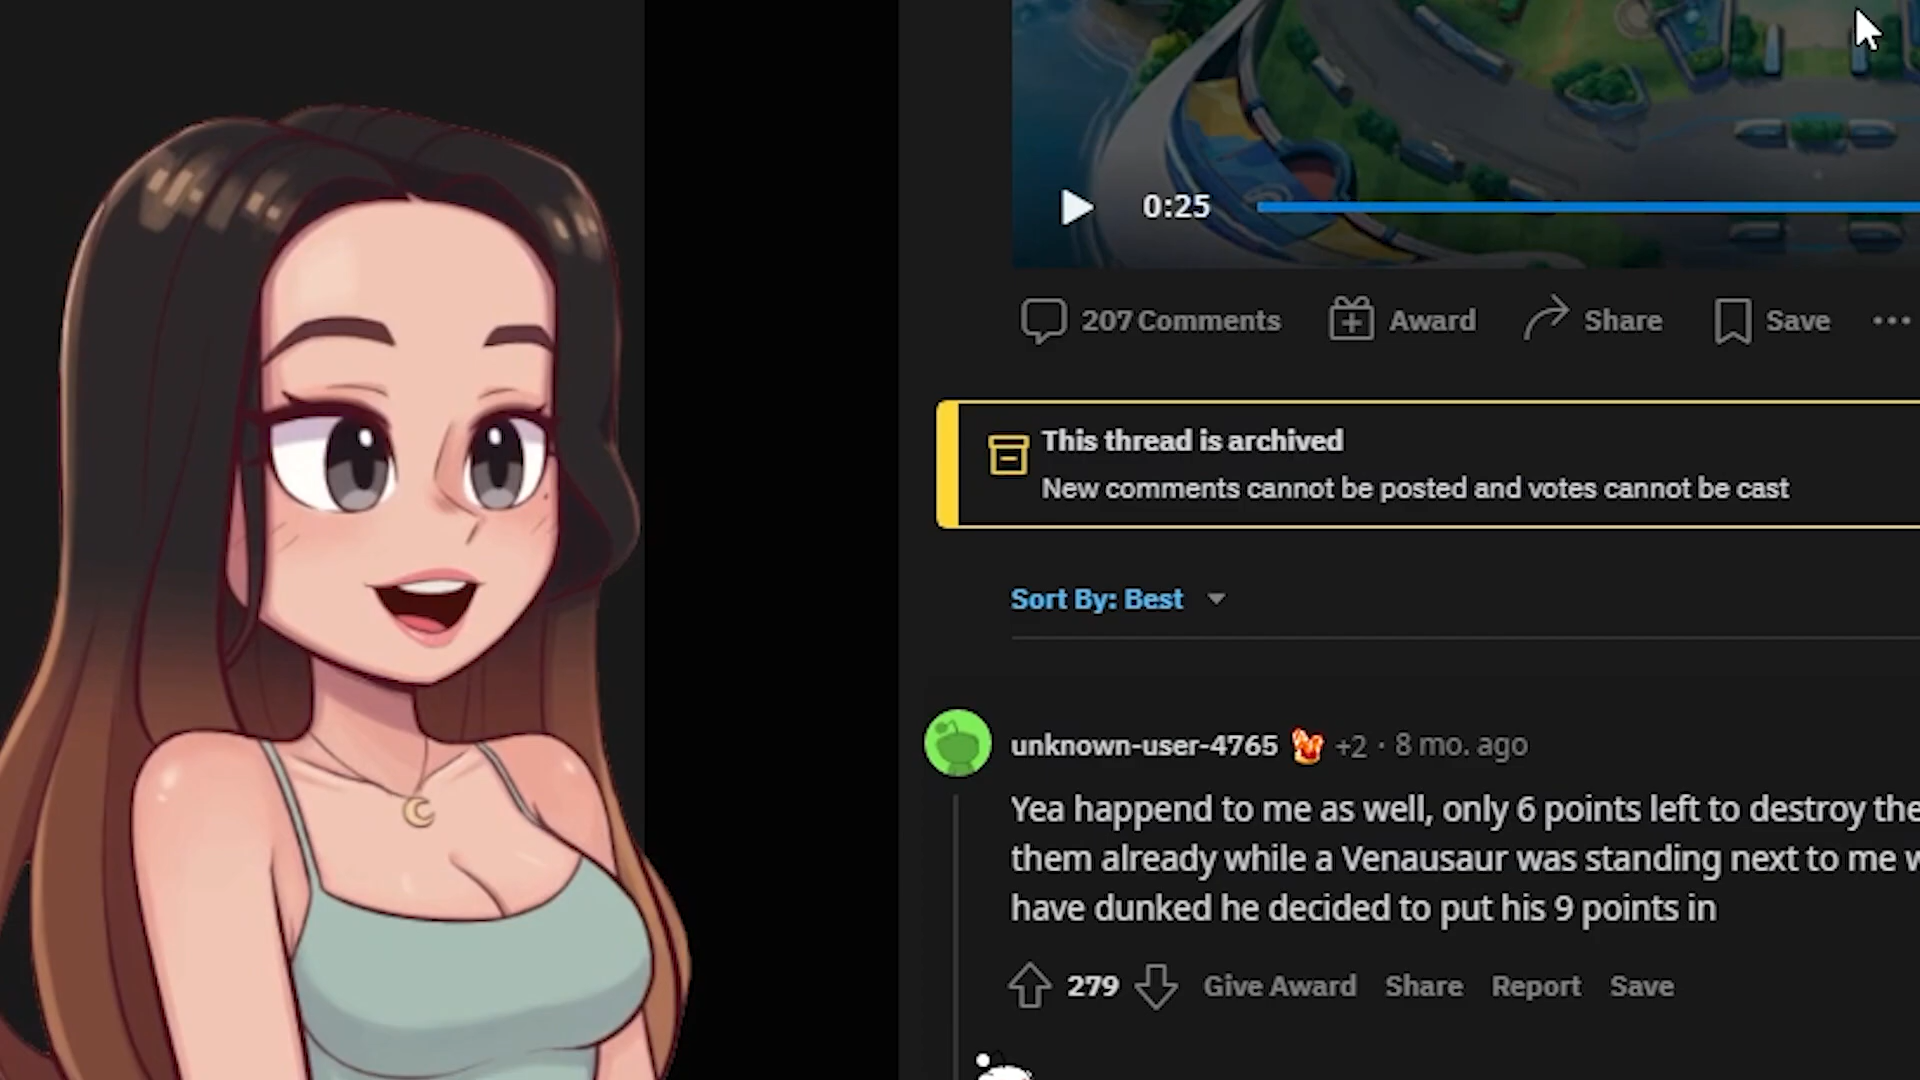 0:25
207 Comments Award Share Save
This thread is archived
New comments cannot be posted and votes cannot be cast
Sort By: Best
unknown-user-4765 +2 · 8 mo. ago
Yea happend to me as well, only 6 points left to destroy the
them already while a Venausaur was standing next to me w
have dunked he decided to put his 9 points in
279 Give Award Share Report Save